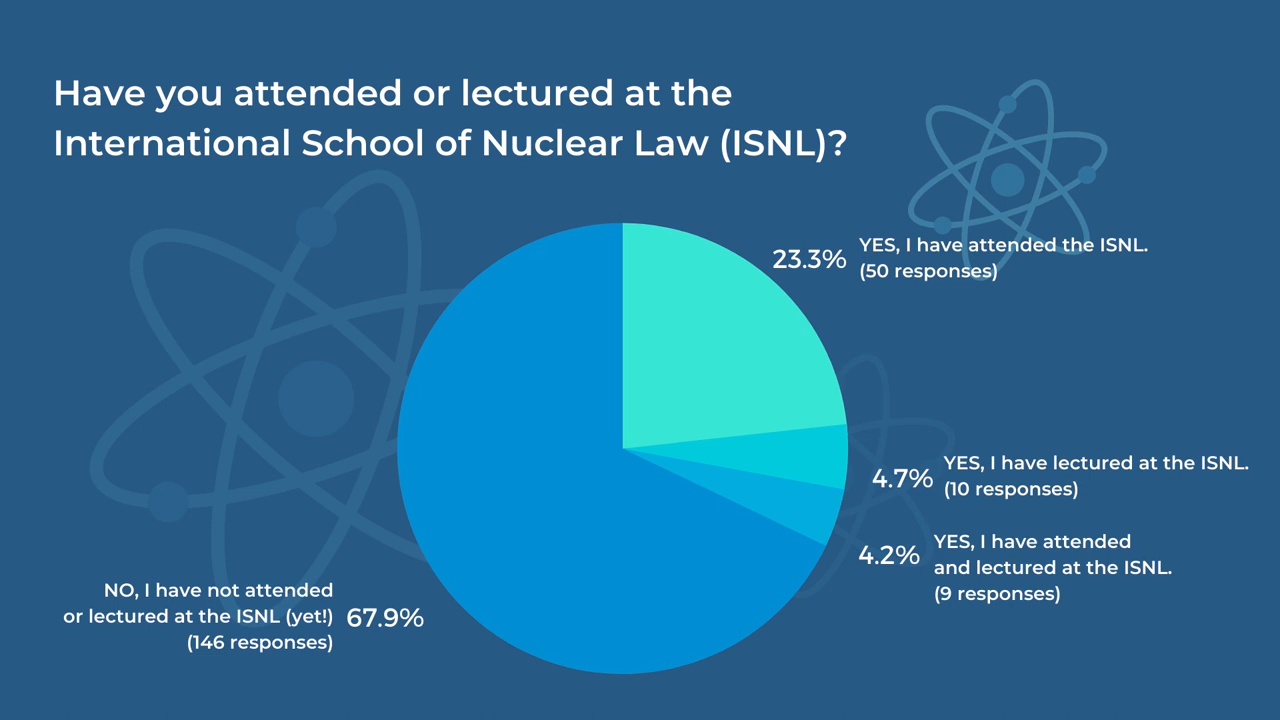 Have you attended or lectured at the
International School of Nuclear Law (ISNL)?
23.3%
YES, I have attended the ISNL.
(50 responses)
4.7%
YES, I have lectured at the ISNL.
(10 responses)
4.2%
YES, I have attended
and lectured at the ISNL.
(9 responses)
NO, I have not attended
or lectured at the ISNL (yet!)
(146 responses)
67.9%